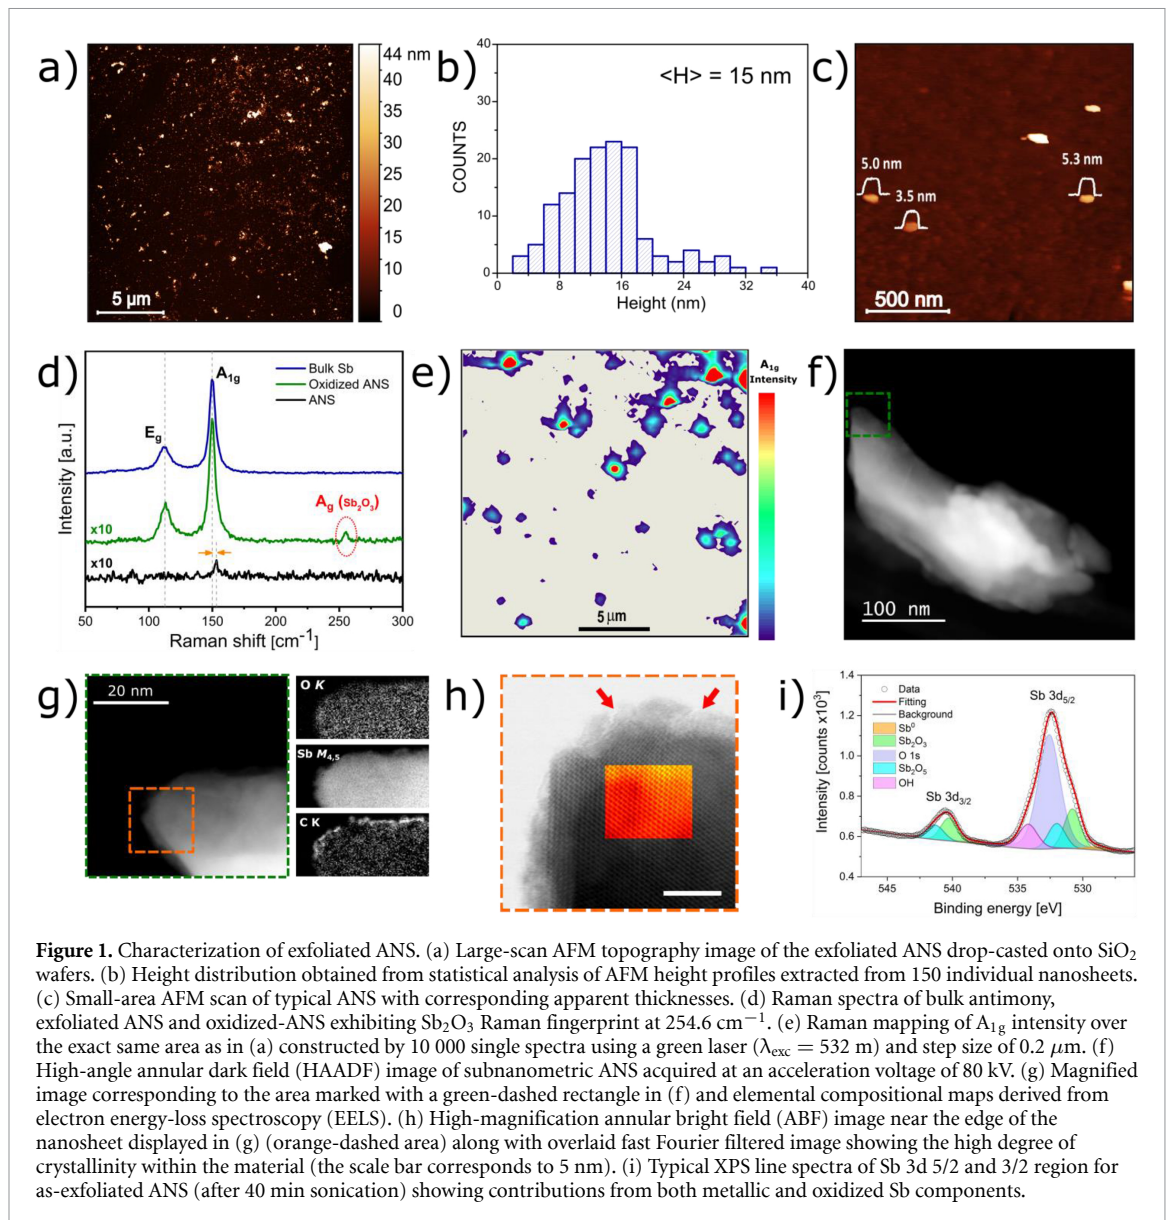 a)
44 nm
40
30
20
15
10
0
5 µm
b)
<H> = 15 nm
COUNTS
40
30
20
10
0
0 8 16 24 32 40
Height (nm)
c)
5.0 nm
3.5 nm
5.3 nm
500 nm
d)
Bulk Sb
Oxidized ANS
ANS
A1g
Eg
Ag (Sb2O3)
x10
x10
Intensity [a.u.]
50 100 150 200 250 300
Raman shift [cm-1]
e)
A1g
Intensity
5 µm
f)
100 nm
g)
20 nm
O K
Sb M4,5
C K
h)
i)
Data
Fitting
Background
Sb0
Sb2O3
O 1s
Sb2O5
OH
Sb 3d5/2
Sb 3d3/2
Intensity [counts x10³]
1.4
1.2
1.0
0.8
0.6
0.4
545 540 535 530
Binding energy [eV]
Figure 1. Characterization of exfoliated ANS. (a) Large-scan AFM topography image of the exfoliated ANS drop-casted onto SiO2
wafers. (b) Height distribution obtained from statistical analysis of AFM height profiles extracted from 150 individual nanosheets.
(c) Small-area AFM scan of typical ANS with corresponding apparent thicknesses. (d) Raman spectra of bulk antimony,
exfoliated ANS and oxidized-ANS exhibiting Sb2O3 Raman fingerprint at 254.6 cm−1. (e) Raman mapping of A1g intensity over
the exact same area as in (a) constructed by 10 000 single spectra using a green laser (λexc = 532 m) and step size of 0.2 µm. (f)
High-angle annular dark field (HAADF) image of subnanometric ANS acquired at an acceleration voltage of 80 kV. (g) Magnified
image corresponding to the area marked with a green-dashed rectangle in (f) and elemental compositional maps derived from
electron energy-loss spectroscopy (EELS). (h) High-magnification annular bright field (ABF) image near the edge of the
nanosheet displayed in (g) (orange-dashed area) along with overlaid fast Fourier filtered image showing the high degree of
crystallinity within the material (the scale bar corresponds to 5 nm). (i) Typical XPS line spectra of Sb 3d 5/2 and 3/2 region for
as-exfoliated ANS (after 40 min sonication) showing contributions from both metallic and oxidized Sb components.